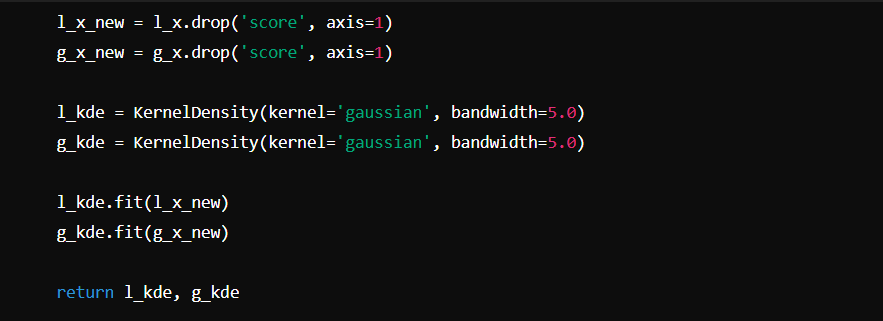 l_x_new = l_x.drop('score', axis=1)
g_x_new = g_x.drop('score', axis=1)
l_kde = KernelDensity(kernel='gaussian', bandwidth=5.0)
g_kde = KernelDensity(kernel='gaussian', bandwidth=5.0)
l_kde.fit(l_x_new)
g_kde.fit(g_x_new)
return l_kde, g_kde